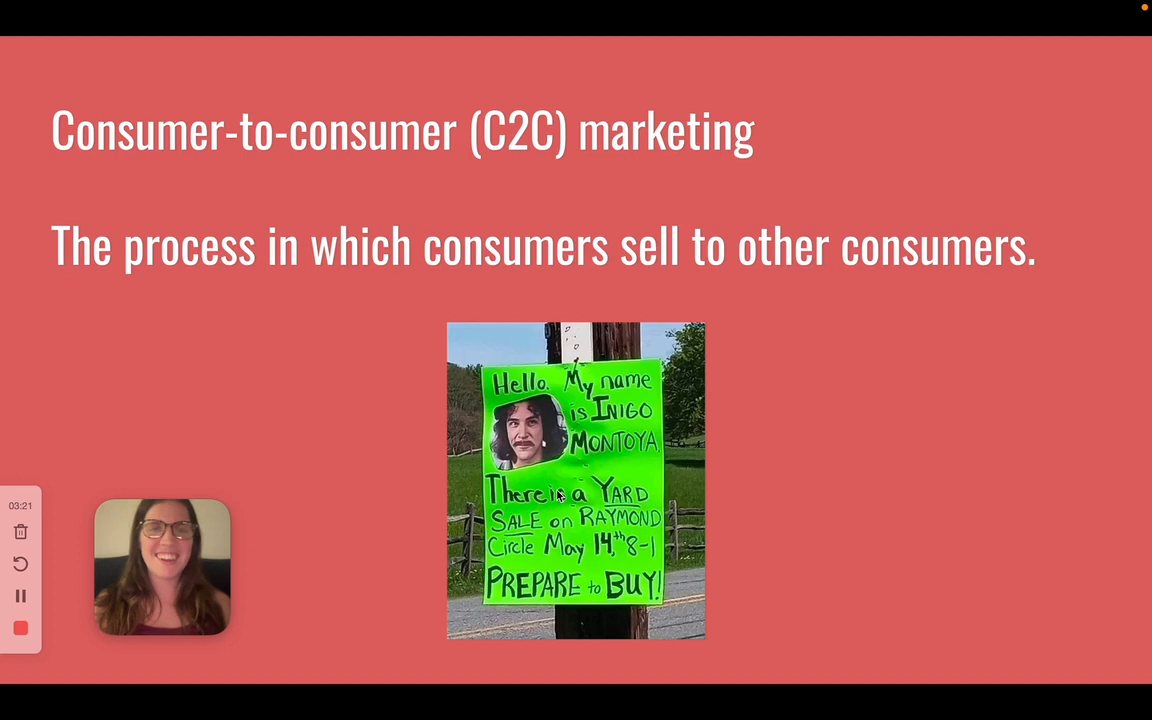 Consumer-to-consumer (C2C) marketing
The process in which consumers sell to other consumers.
Hello. My name
is INIGO
MONTOYA.
There is a YARD
SALE on RAYMOND
Circle May 14th, 8-1
PREPARE to BUY!
03:21